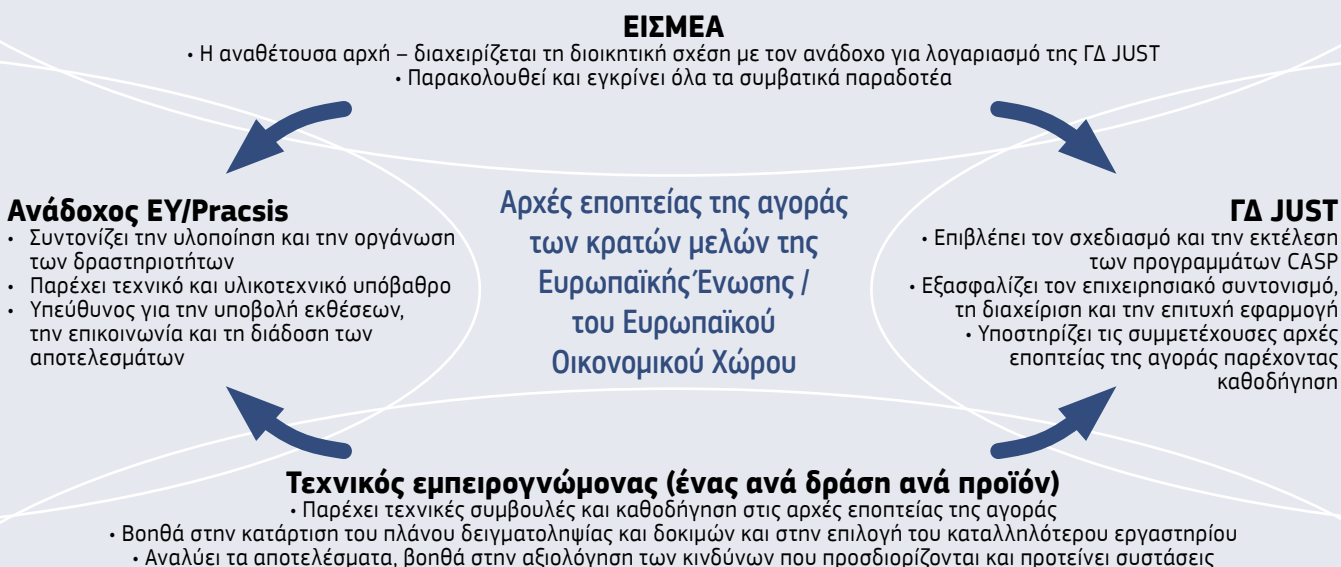 ΕΙΣΜΕΑ
• Η αναθέτουσα αρχή – διαχειρίζεται τη διοικητική σχέση με τον ανάδοχο για λογαριασμό της ΓΔ JUST
• Παρακολουθεί και εγκρίνει όλα τα συμβατικά παραδοτέα
Ανάδοχος EY/Pracsis
• Συντονίζει την υλοποίηση και την οργάνωση
των δραστηριοτήτων
• Παρέχει τεχνικό και υλικοτεχνικό υπόβαθρο
• Υπεύθυνος για την υποβολή εκθέσεων,
την επικοινωνία και τη διάδοση των
αποτελεσμάτων
Αρχές εποπτείας της αγοράς
των κρατών μελών της
Ευρωπαϊκής Ένωσης /
του Ευρωπαϊκού
Οικονομικού Χώρου
ΓΔ JUST
• Επιβλέπει τον σχεδιασμό και την εκτέλεση
των προγραμμάτων CASP
• Εξασφαλίζει τον επιχειρησιακό συντονισμό,
τη διαχείριση και την επιτυχή εφαρμογή
• Υποστηρίζει τις συμμετέχουσες αρχές
εποπτείας της αγοράς παρέχοντας
καθοδήγηση
Τεχνικός εμπειρογνώμονας (ένας ανά δράση ανά προϊόν)
• Παρέχει τεχνικές συμβουλές και καθοδήγηση στις αρχές εποπτείας της αγοράς
• Βοηθά στην κατάρτιση του πλάνου δειγματοληψίας και δοκιμών και στην επιλογή του καταλληλότερου εργαστηρίου
• Αναλύει τα αποτελέσματα, βοηθά στην αξιολόγηση των κινδύνων που προσδιορίζονται και προτείνει συστάσεις